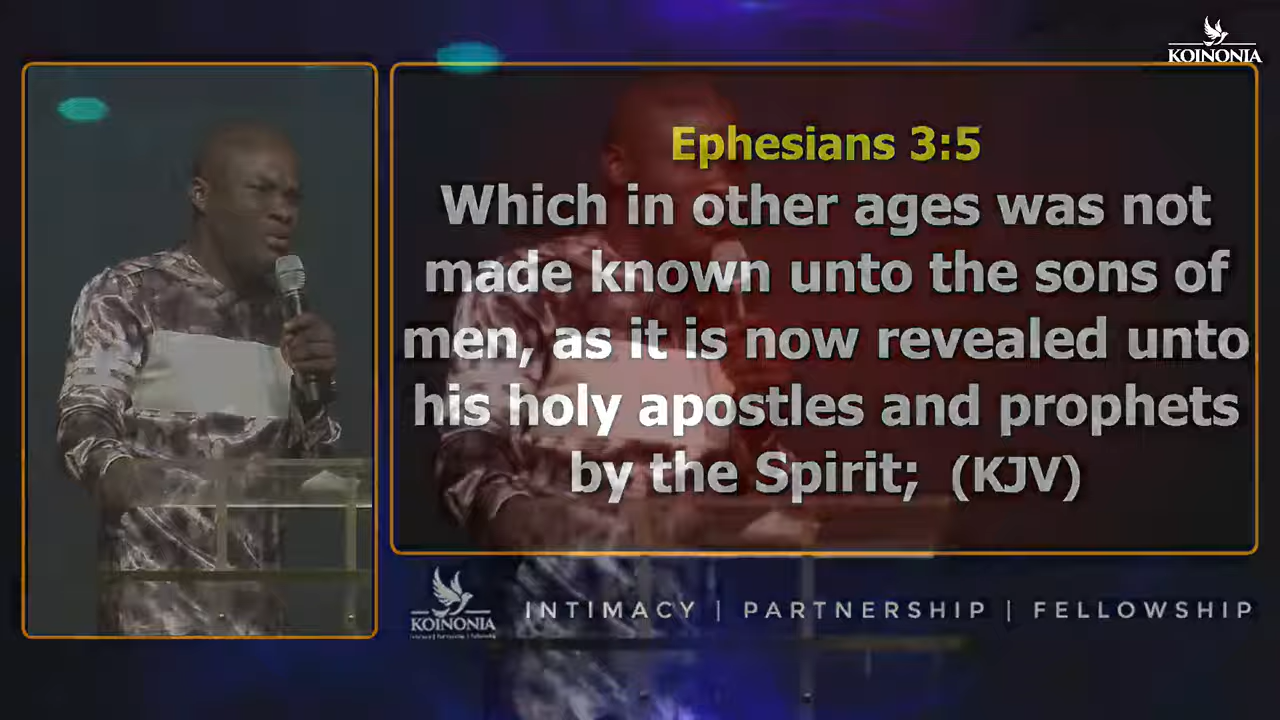 KOINONIA
Ephesians 3:5
Which in other ages was not
made known unto the sons of
men, as it is now revealed unto
his holy apostles and prophets
by the Spirit; (KJV)
KOINONIA
INTIMACY | PARTNERSHIP | FELLOWSHIP